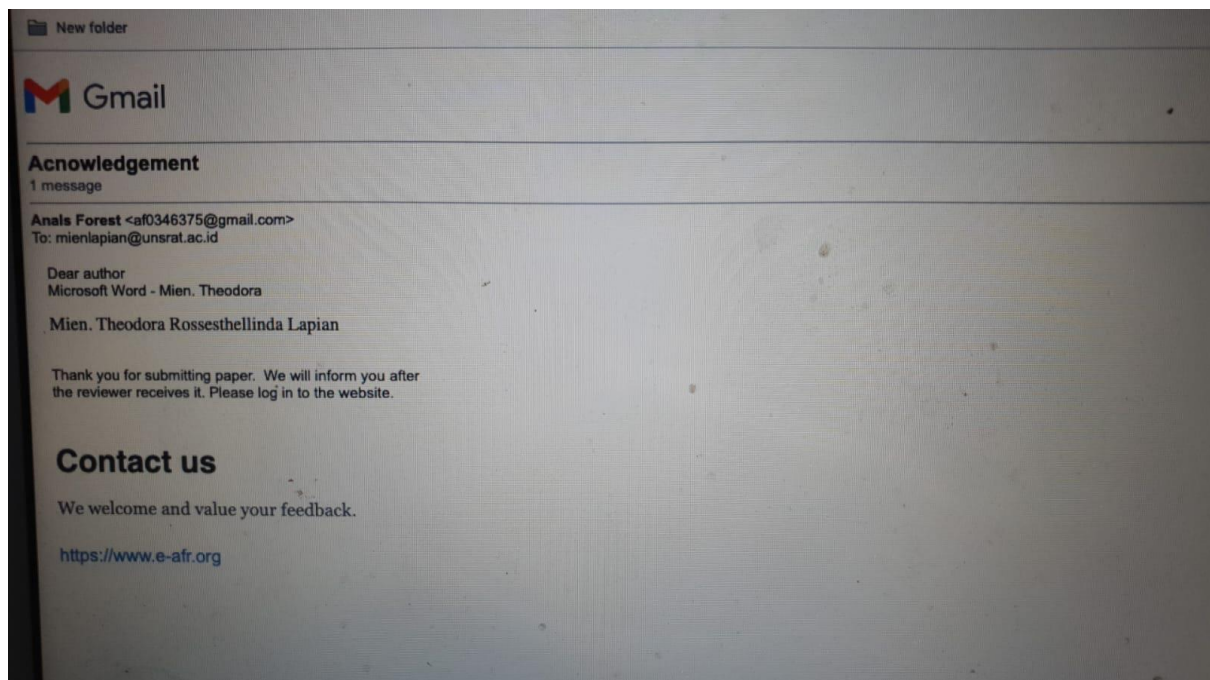 New folder
Gmail
Acnowledgement
1 message
Anals Forest <af0346375@gmail.com>
To: mienlapian@unsrat.ac.id
Dear author
Microsoft Word - Mien. Theodora
Mien. Theodora Rossesthellinda Lapian
Thank you for submitting paper. We will inform you after
the reviewer receives it. Please log in to the website.
Contact us
We welcome and value your feedback.
https://www.e-afr.org